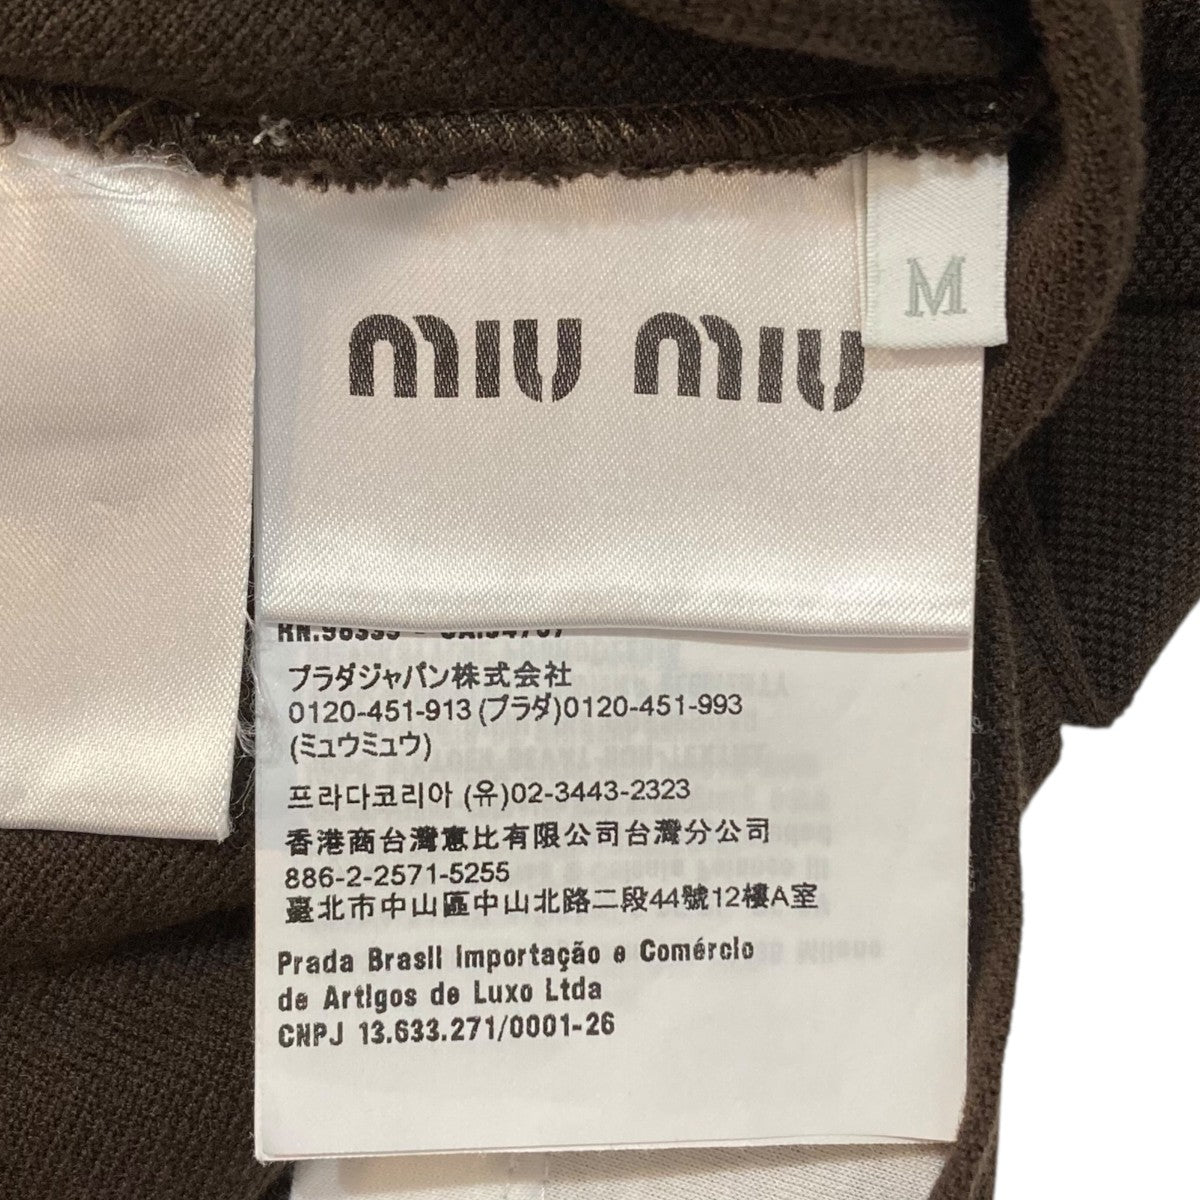 miu miu
M
プラダジャパン株式会社
0120-451-913 (プラダ)0120-451-993
(ミュウミュウ)
프라다코리아 (유)02-3443-2323
香港商台灣惠比有限公司台灣分公司
886-2-2571-5255
臺北市中山區中山北路二段44號12樓A室
Prada Brasil Importação e Comércio
de Artigos de Luxo Ltda
CNPJ 13.633.271/0001-26